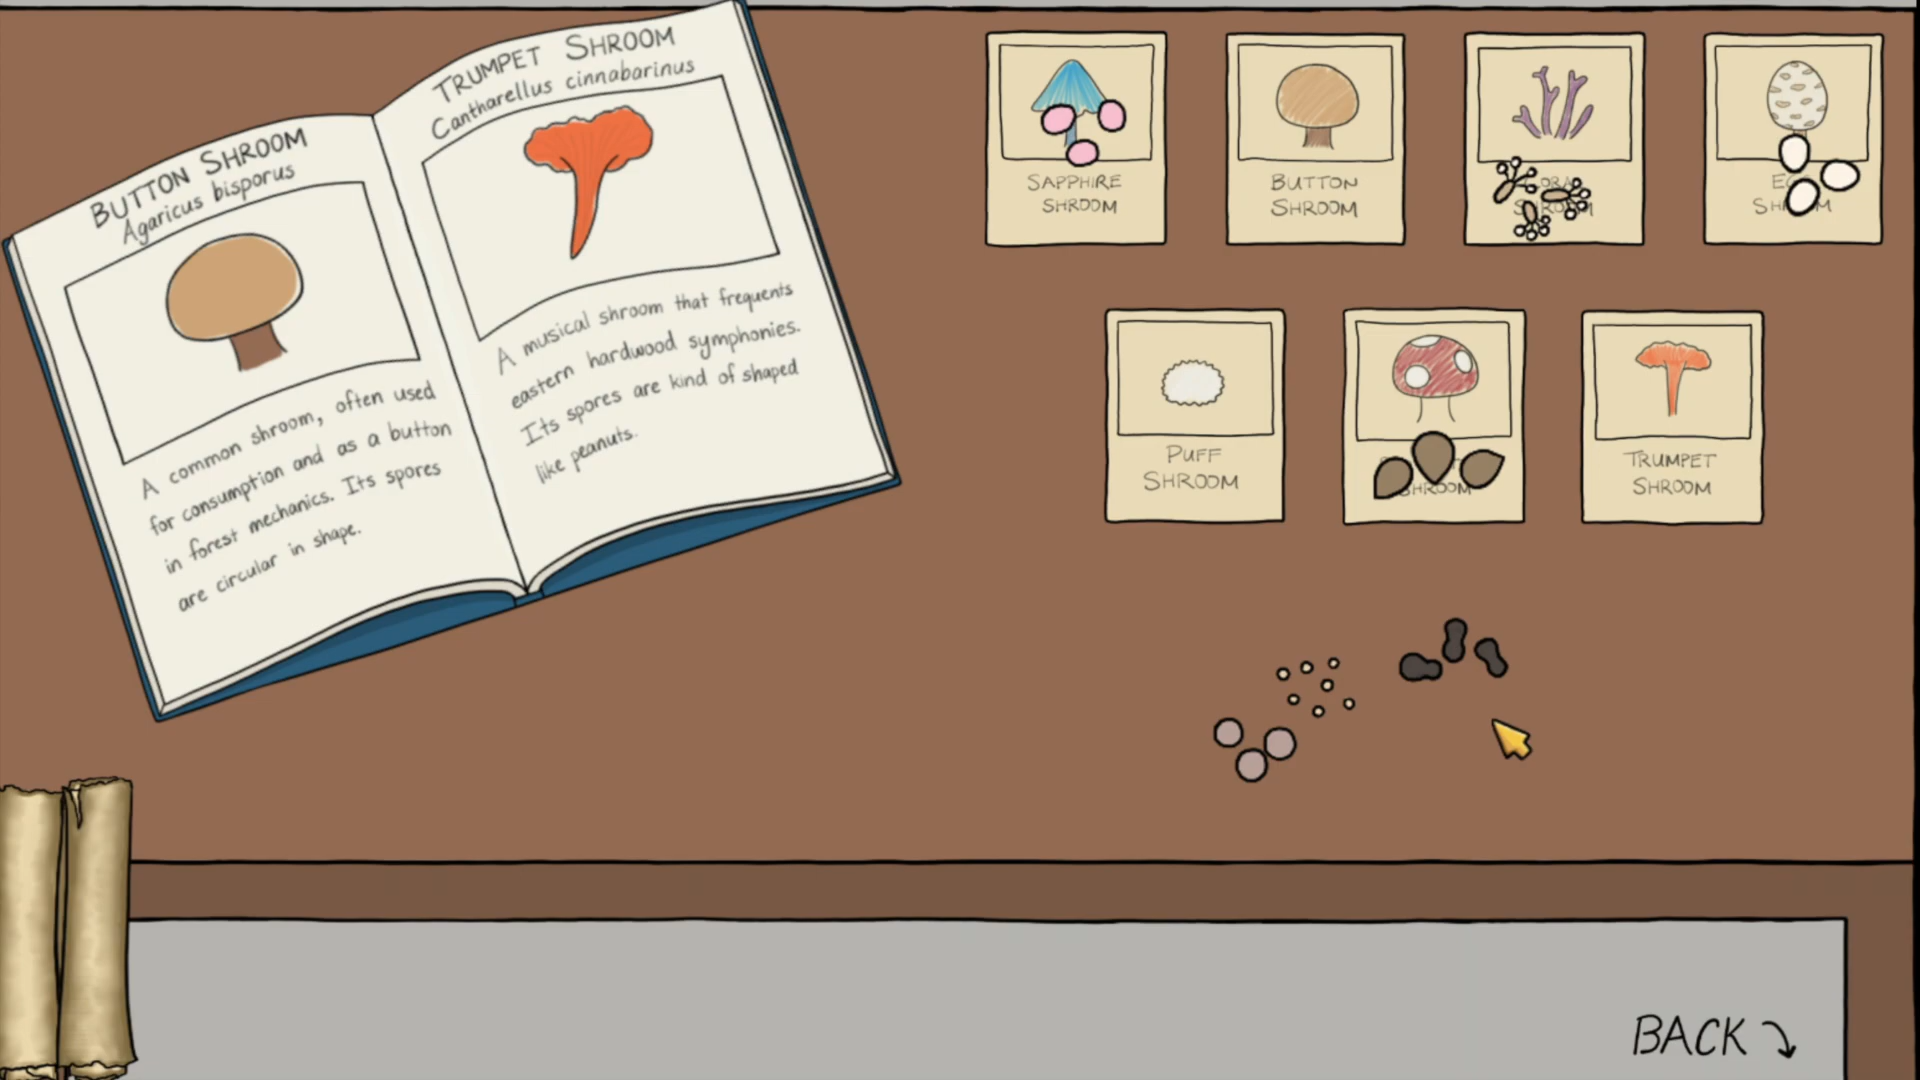 BUTTON SHROOM
Agaricus bisporus
A common shroom, often used
for consumption and as a button
in forest mechanics. Its spores
are circular in shape.
TRUMPET SHROOM
Cantharellus cinnabarinus
A musical shroom that frequents
eastern hardwood symphonies.
Its spores are kind of shaped
like peanuts.
SAPPHIRE
SHROOM
BUTTON
SHROOM
SHROOM
PUFF
SHROOM
SHROOM
TRUMPET
SHROOM
BACK